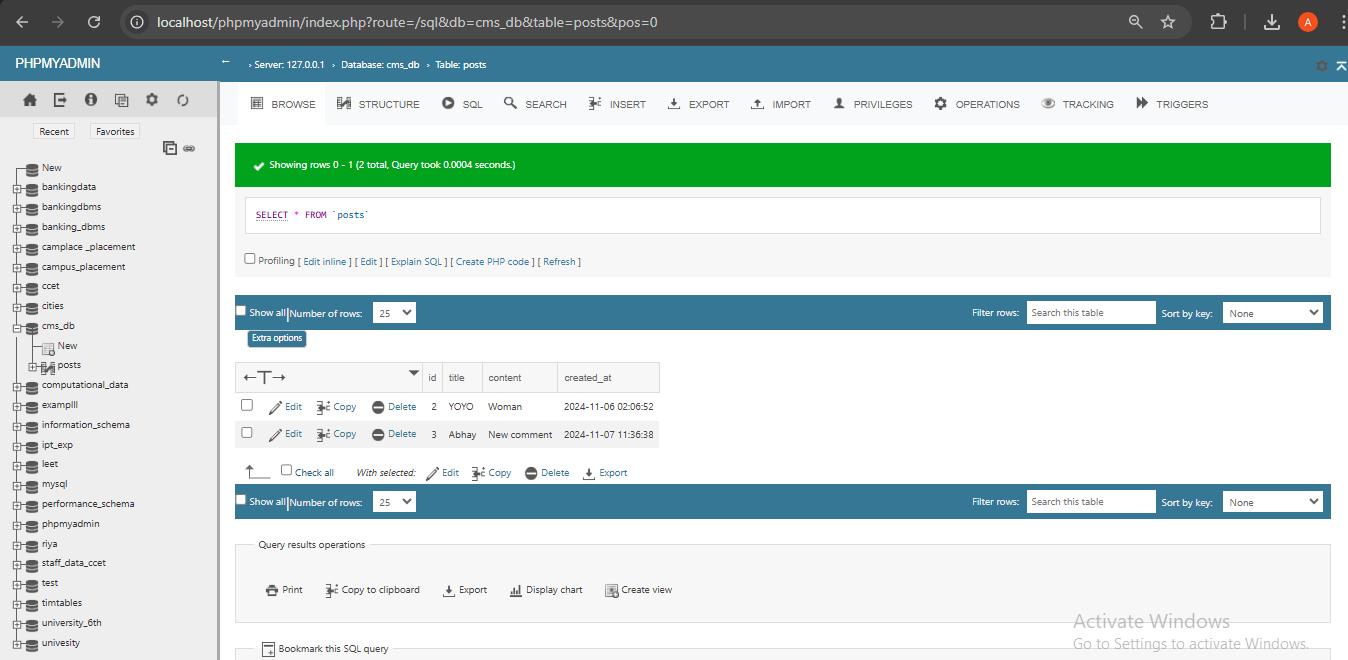 localhost/phpmyadmin/index.php?route=/sql&db=cms_db&table=posts&pos=0
A
PHPMYADMIN
← › Server: 127.0.0.1 › Database: cms_db › Table: posts
BROWSE STRUCTURE SQL SEARCH INSERT EXPORT IMPORT PRIVILEGES OPERATIONS TRACKING TRIGGERS
Recent Favorites
New
bankingdata
bankingdbms
banking_dbms
camplace _placement
campus_placement
ccet
cities
cms_db
New
posts
computational_data
examplll
information_schema
ipt_exp
leet
mysql
performance_schema
phpmyadmin
riya
staff_data_ccet
test
timtables
university_6th
univesity
Showing rows 0 - 1 (2 total, Query took 0.0004 seconds.)
SELECT * FROM `posts`
Profiling [ Edit inline ] [ Edit ] [ Explain SQL ] [ Create PHP code ] [ Refresh ]
Show all Number of rows: 25 Filter rows: Search this table Sort by key: None
Extra options
←T→ id title content created_at
Edit Copy Delete 2 YOYO Woman 2024-11-06 02:06:52
Edit Copy Delete 3 Abhay New comment 2024-11-07 11:36:38
Check all With selected: Edit Copy Delete Export
Show all Number of rows: 25 Filter rows: Search this table Sort by key: None
Query results operations
Print Copy to clipboard Export Display chart Create view
Bookmark this SQL query
Activate Windows
Go to Settings to activate Windows.